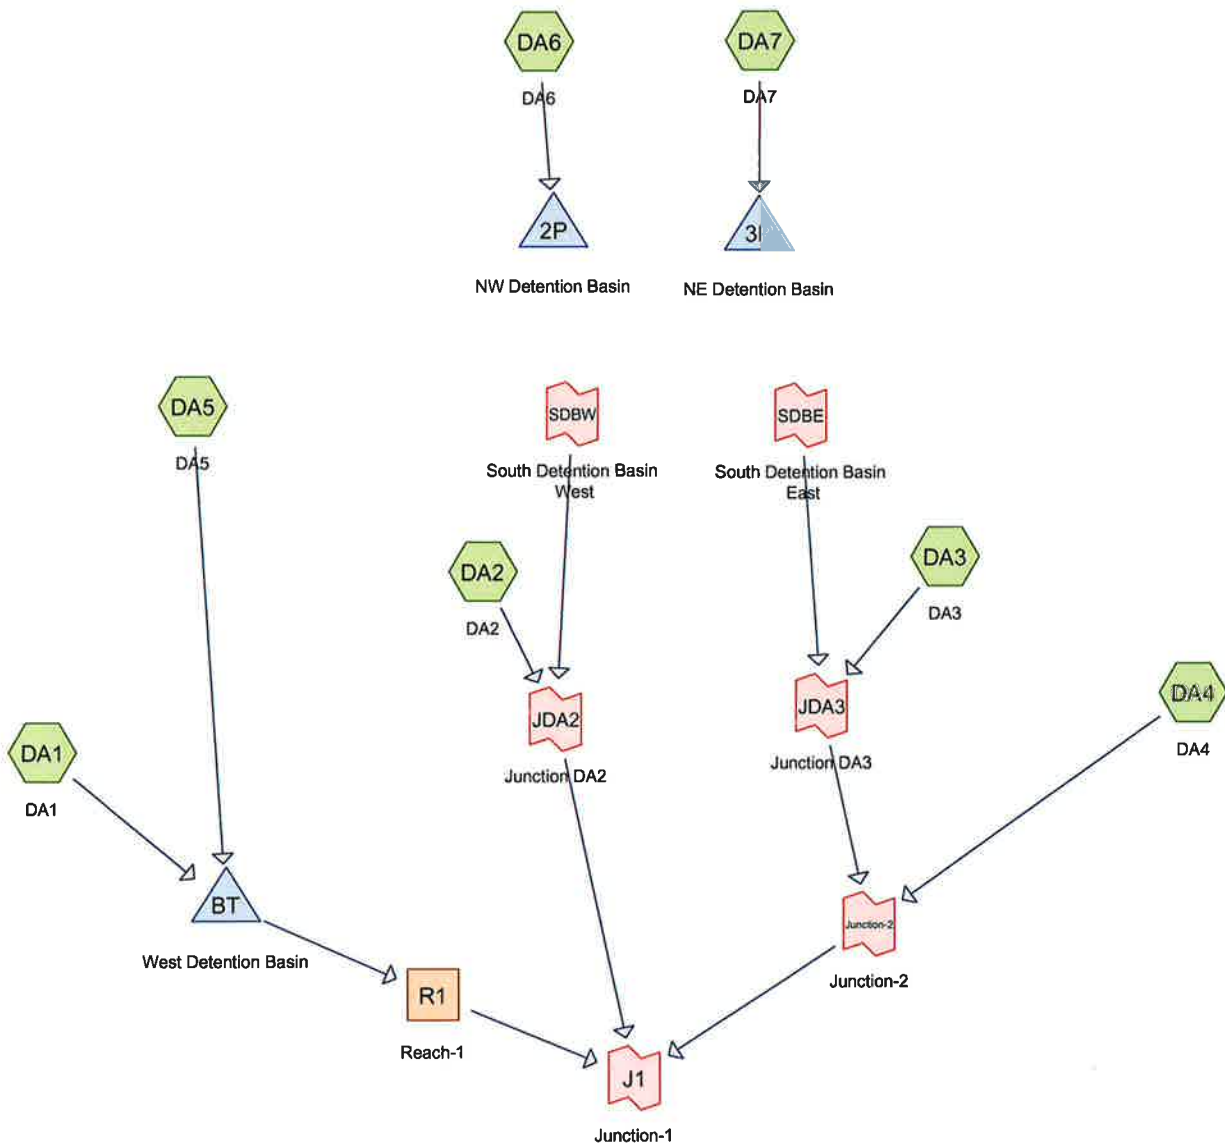 DA6
DA7
DA6
DA7
2P
NW Detention Basin
NE Detention Basin
DA5
SDBW
SDBE
DA5
South Detention Basin
West
South Detention Basin
East
DA2
DA3
DA2
DA3
JDA2
JDA3
DA4
Junction DA2
Junction DA3
DA4
DA1
DA1
BT
Junction-2
West Detention Basin
Junction-2
R1
Reach-1
J1
Junction-1